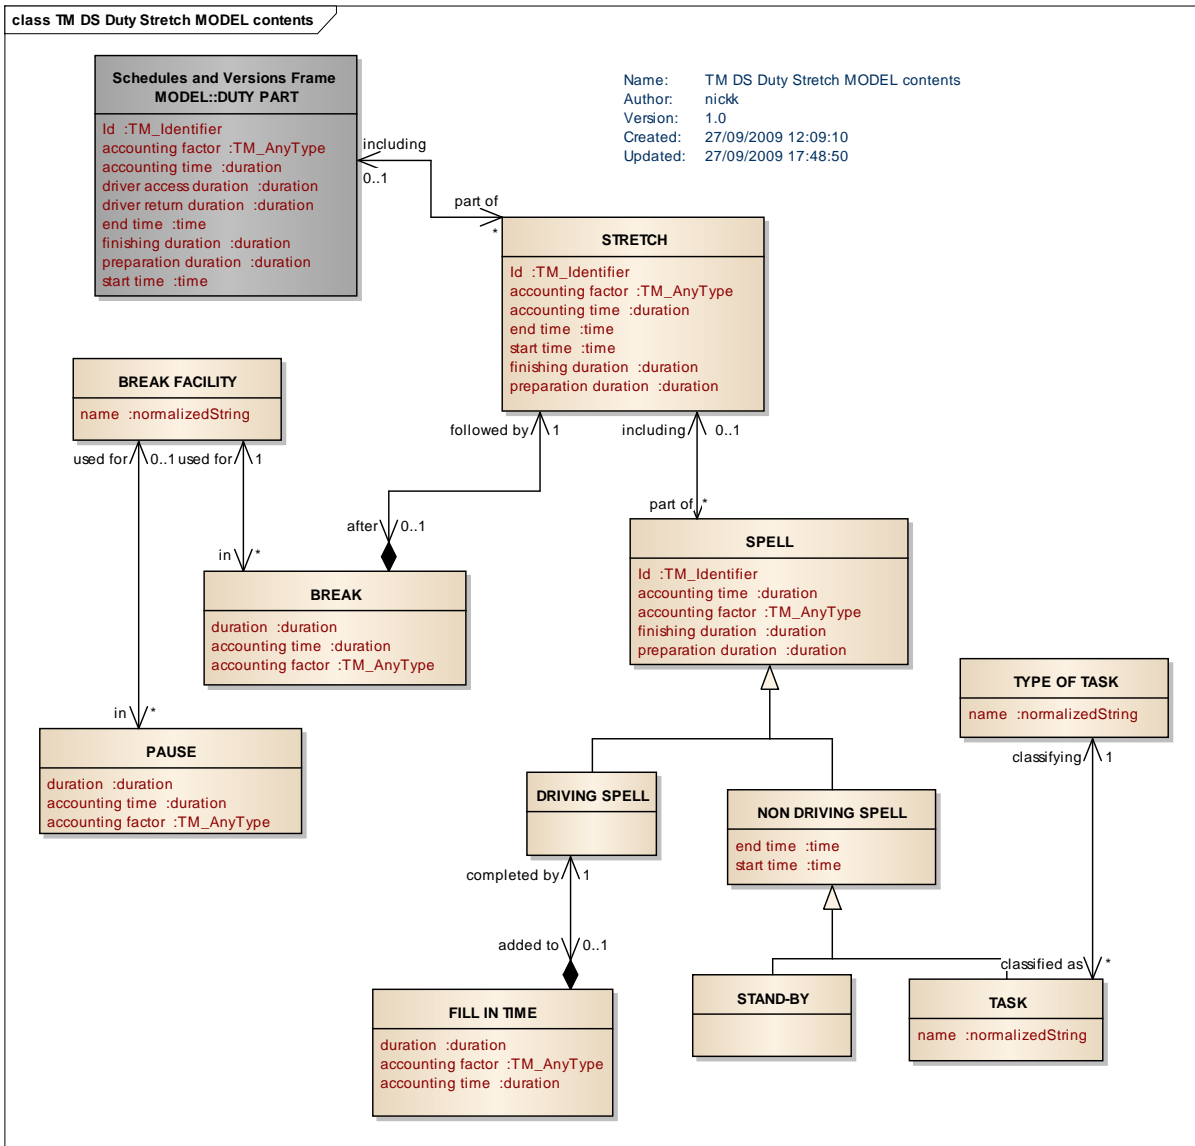 class TM DS Duty Stretch MODEL contents
Schedules and Versions Frame
MODEL::DUTY PART
Id :TM_Identifier
accounting factor :TM_AnyType
accounting time :duration
driver access duration :duration
driver return duration :duration
end time :time
finishing duration :duration
preparation duration :duration
start time :time
Name: TM DS Duty Stretch MODEL contents
Author: nickk
Version: 1.0
Created: 27/09/2009 12:09:10
Updated: 27/09/2009 17:48:50
including
0..1
part of
*
STRETCH
Id :TM_Identifier
accounting factor :TM_AnyType
accounting time :duration
end time :time
start time :time
finishing duration :duration
preparation duration :duration
BREAK FACILITY
name :normalizedString
used for 0..1 used for 1
followed by 1
including 0..1
part of *
after 0..1
in *
BREAK
duration :duration
accounting time :duration
accounting factor :TM_AnyType
SPELL
Id :TM_Identifier
accounting time :duration
accounting factor :TM_AnyType
finishing duration :duration
preparation duration :duration
TYPE OF TASK
name :normalizedString
classifying 1
in *
PAUSE
duration :duration
accounting time :duration
accounting factor :TM_AnyType
DRIVING SPELL
NON DRIVING SPELL
end time :time
start time :time
completed by 1
added to 0..1
classified as *
FILL IN TIME
duration :duration
accounting factor :TM_AnyType
accounting time :duration
STAND-BY
TASK
name :normalizedString